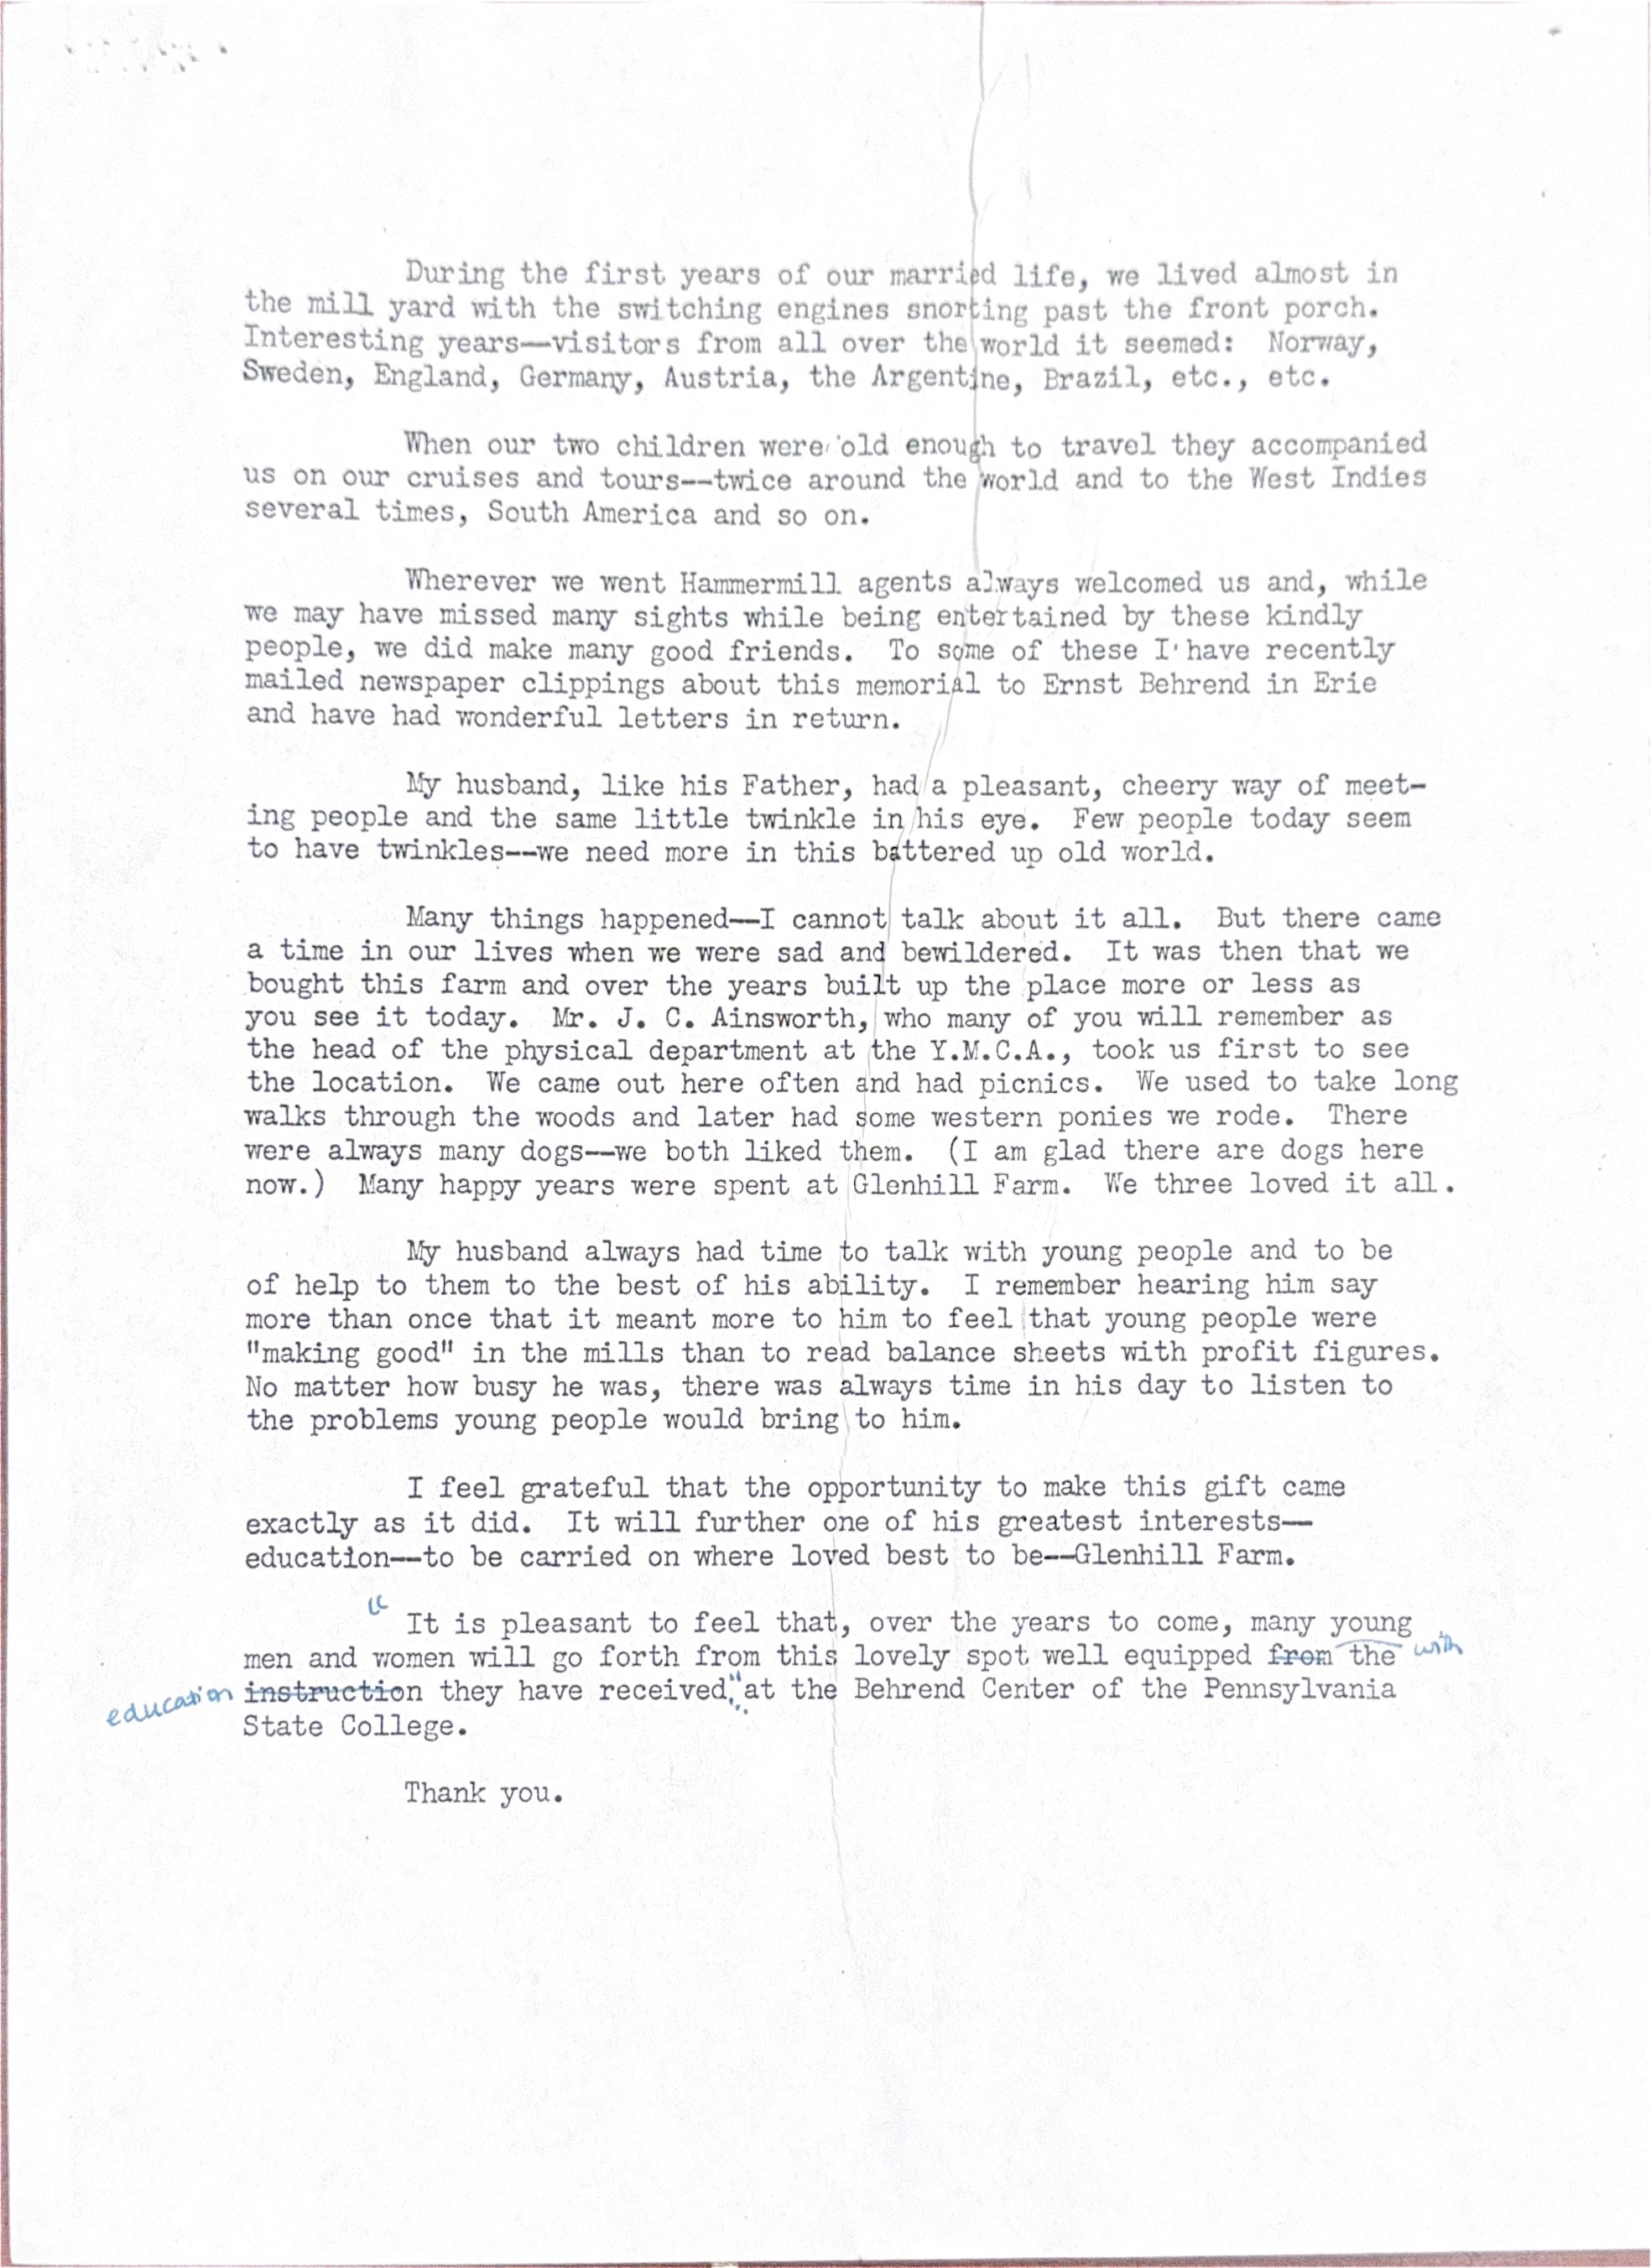 During the first years of our married life, we lived almost in
the mill yard with the switching engines snorting past the front porch.
Interesting years—visitors from all over the world it seemed: Norway,
Sweden, England, Germany, Austria, the Argentine, Brazil, etc., etc.
When our two children were old enough to travel they accompanied
us on our cruises and tours--twice around the world and to the West Indies
several times, South America and so on.
Wherever we went Hammermill agents always welcomed us and, while
we may have missed many sights while being entertained by these kindly
people, we did make many good friends. To some of these I have recently
mailed newspaper clippings about this memorial to Ernst Behrend in Erie
and have had wonderful letters in return.
My husband, like his Father, had a pleasant, cheery way of meet-
ing people and the same little twinkle in his eye. Few people today seem
to have twinkles--we need more in this battered up old world.
Many things happened--I cannot talk about it all. But there came
a time in our lives when we were sad and bewildered. It was then that we
bought this farm and over the years built up the place more or less as
you see it today. Mr. J. C. Ainsworth, who many of you will remember as
the head of the physical department at the Y.M.C.A., took us first to see
the location. We came out here often and had picnics. We used to take long
walks through the woods and later had some western ponies we rode. There
were always many dogs--we both liked them. (I am glad there are dogs here
now.) Many happy years were spent at Glenhill Farm. We three loved it all.
My husband always had time to talk with young people and to be
of help to them to the best of his ability. I remember hearing him say
more than once that it meant more to him to feel that young people were
"making good" in the mills than to read balance sheets with profit figures.
No matter how busy he was, there was always time in his day to listen to
the problems young people would bring to him.
I feel grateful that the opportunity to make this gift came
exactly as it did. It will further one of his greatest interests--
education--to be carried on where loved best to be--Glenhill Farm.
" It is pleasant to feel that, over the years to come, many young
men and women will go forth from this lovely spot well equipped from the with
education instruction they have received," at the Behrend Center of the Pennsylvania
State College.
Thank you.